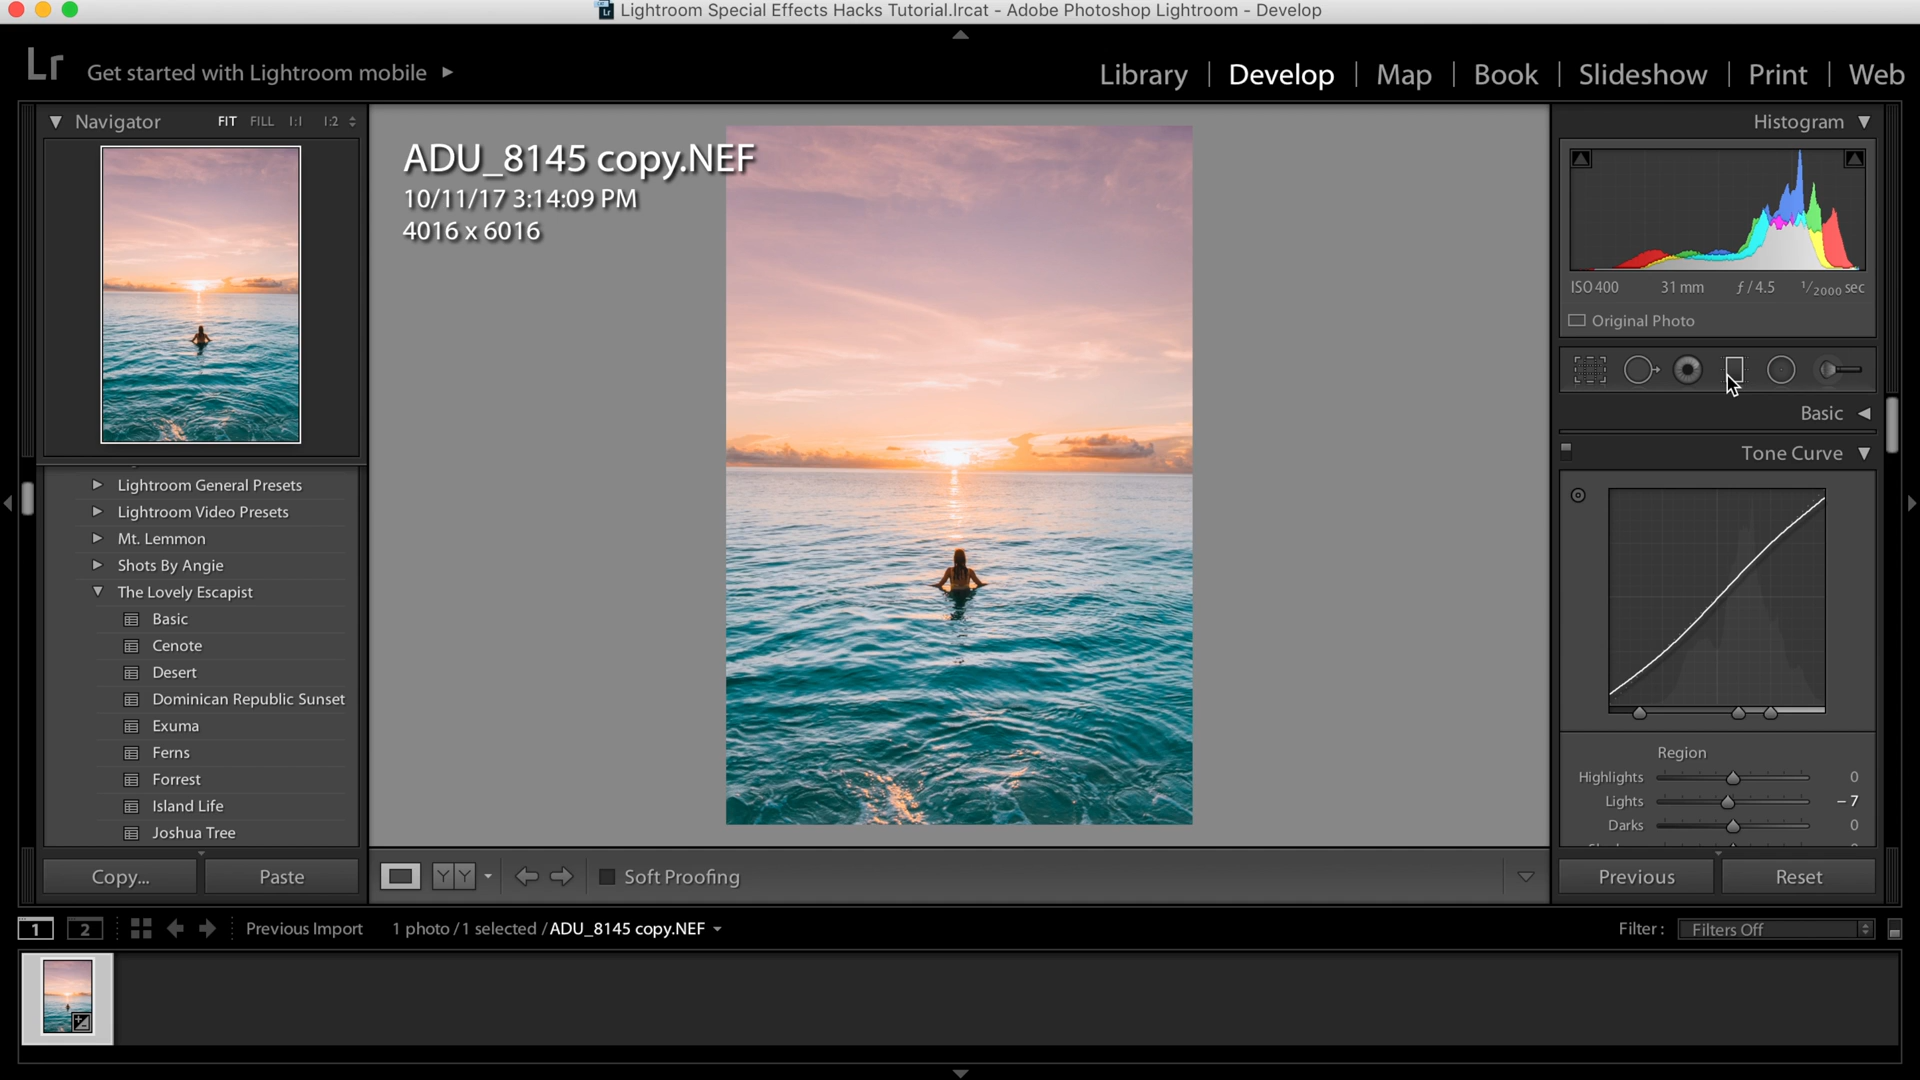 Lightroom Special Effects Hacks Tutorial.lrcat - Adobe Photoshop Lightroom - Develop
Lr
Get started with Lightroom mobile
Library | Develop | Map | Book | Slideshow | Print | Web
Navigator FIT FILL 1:1 1:2
Histogram
ADU_8145 copy.NEF
10/11/17 3:14:09 PM
4016 x 6016
ISO 400 31 mm ƒ / 4.5 1/2000 sec
Original Photo
Basic
Tone Curve
Lightroom General Presets
Lightroom Video Presets
Mt. Lemmon
Shots By Angie
The Lovely Escapist
Basic
Cenote
Desert
Dominican Republic Sunset
Exuma
Ferns
Forrest
Island Life
Joshua Tree
Region
Highlights 0
Lights – 7
Darks 0
Copy... Paste
Y Y
Soft Proofing
Previous Reset
1 2
Previous Import
1 photo / 1 selected / ADU_8145 copy.NEF
Filter : Filters Off